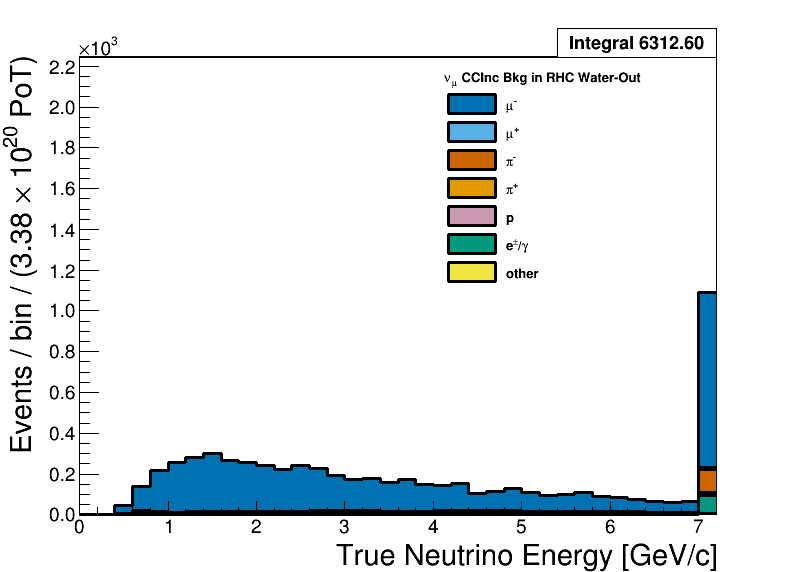 Integral 6312.60
×10³
ν_μ CCInc Bkg in RHC Water-Out
μ⁻
μ⁺
π⁻
π⁺
p
e^±/γ
other
Events / bin / (3.38 × 10²⁰ PoT)
2.2
2.0
1.8
1.6
1.4
1.2
1.0
0.8
0.6
0.4
0.2
0.0
0 1 2 3 4 5 6 7
True Neutrino Energy [GeV/c]